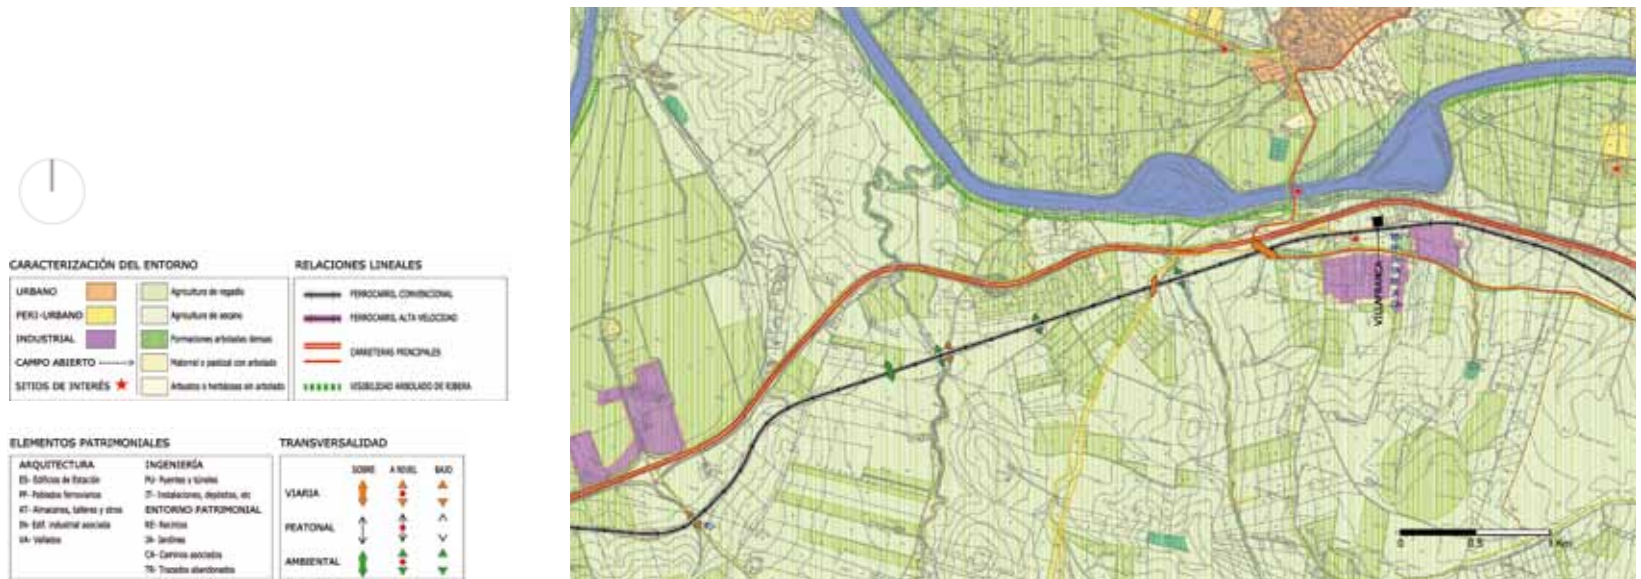 CARACTERIZACIÓN DEL ENTORNO
URBANO
PERI-URBANO
INDUSTRIAL
CAMPO ABIERTO
SITIOS DE INTERÉS
Agricultura de regadío
Agricultura de secano
Formaciones arboladas densas
Matorral o pastizal con arbolado
Arbustos o herbáceas sin arbolado
RELACIONES LINEALES
FERROCARRIL CONVENCIONAL
FERROCARRIL ALTA VELOCIDAD
CARRETERAS PRINCIPALES
VISIBILIDAD ARBOLADO DE RIBERA
ELEMENTOS PATRIMONIALES
ARQUITECTURA
ES- Edificios de Estación
PF- Poblados ferroviarios
AT- Almacenes, talleres y otros
IN- Edif. industrial asociada
VA- Vallados
INGENIERÍA
PU- Puentes y túneles
IT- Instalaciones, depósitos, etc
ENTORNO PATRIMONIAL
RE- Recintos
JA- Jardines
CA- Caminos asociados
TR- Trazados abandonados
TRANSVERSALIDAD
SOBRE A NIVEL BAJO
VIARIA
PEATONAL
AMBIENTAL
VILLAFRANCA
0 0.5 1 Km